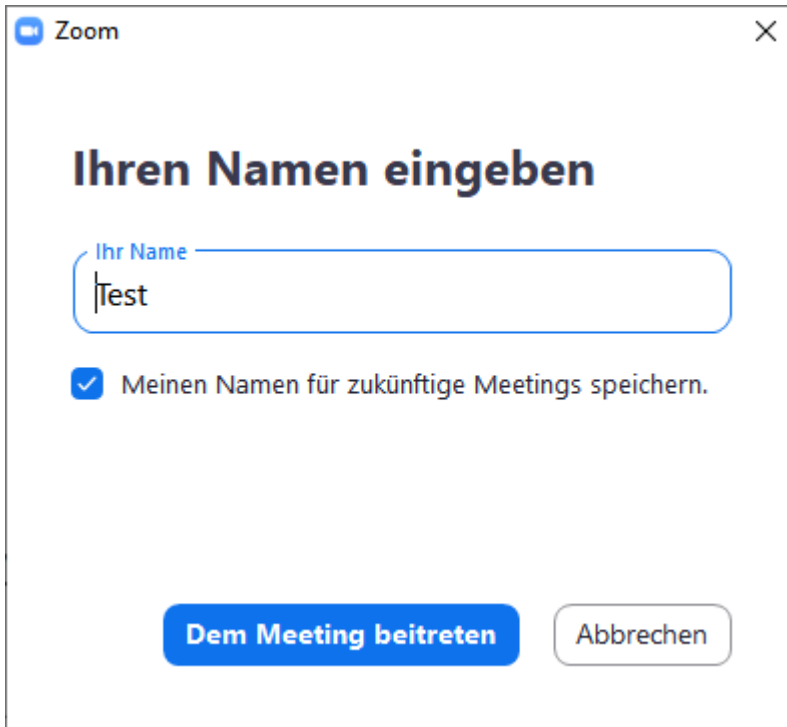 Zoom
Ihren Namen eingeben
Ihr Name
Test
Meinen Namen für zukünftige Meetings speichern.
Dem Meeting beitreten
Abbrechen